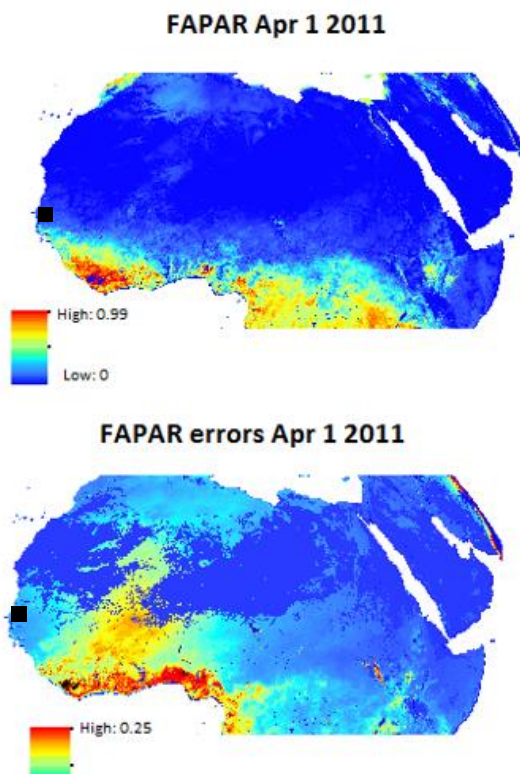 FAPAR Apr 1 2011
High: 0.99
Low: 0
FAPAR errors Apr 1 2011
High: 0.25